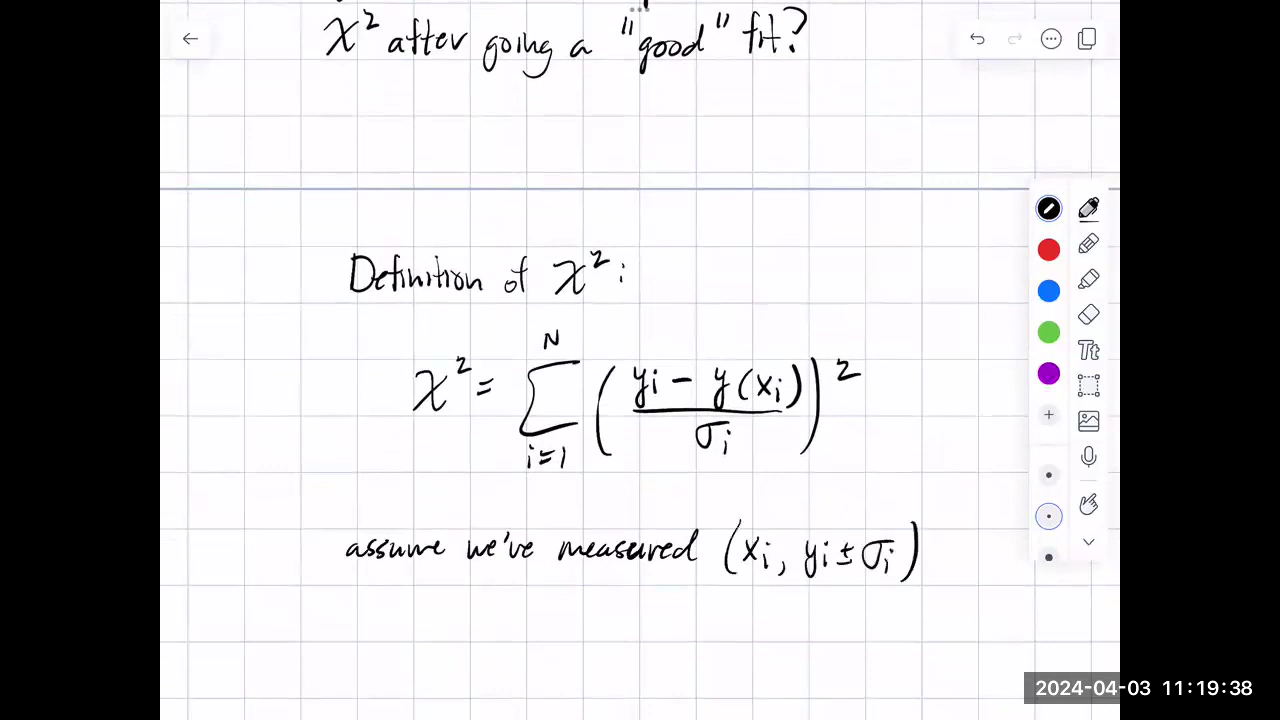 χ² after going a "good" fit?
Definition of χ²:
χ² = ∑_{i=1}^{N} ( (yi − y(xi)) / σi )²
assume we've measured (xi, yi ± σi)
Tt
2024-04-03 11:19:38